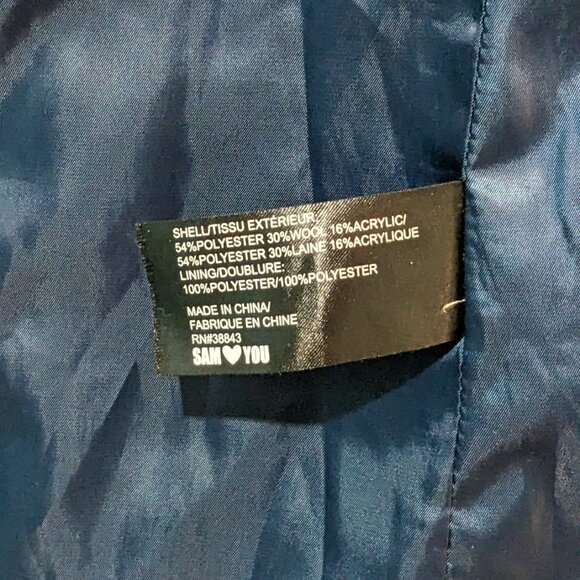 SHELL/TISSU EXTÉRIEUR
54%POLYESTER 30%WOOL 16%ACRYLIC/
54%POLYESTER 30%LAINE 16%ACRYLIQUE
LINING/DOUBLURE:
100%POLYESTER/100%POLYESTER
MADE IN CHINA/
FABRIQUE EN CHINE
RN#38843
SAM♥YOU